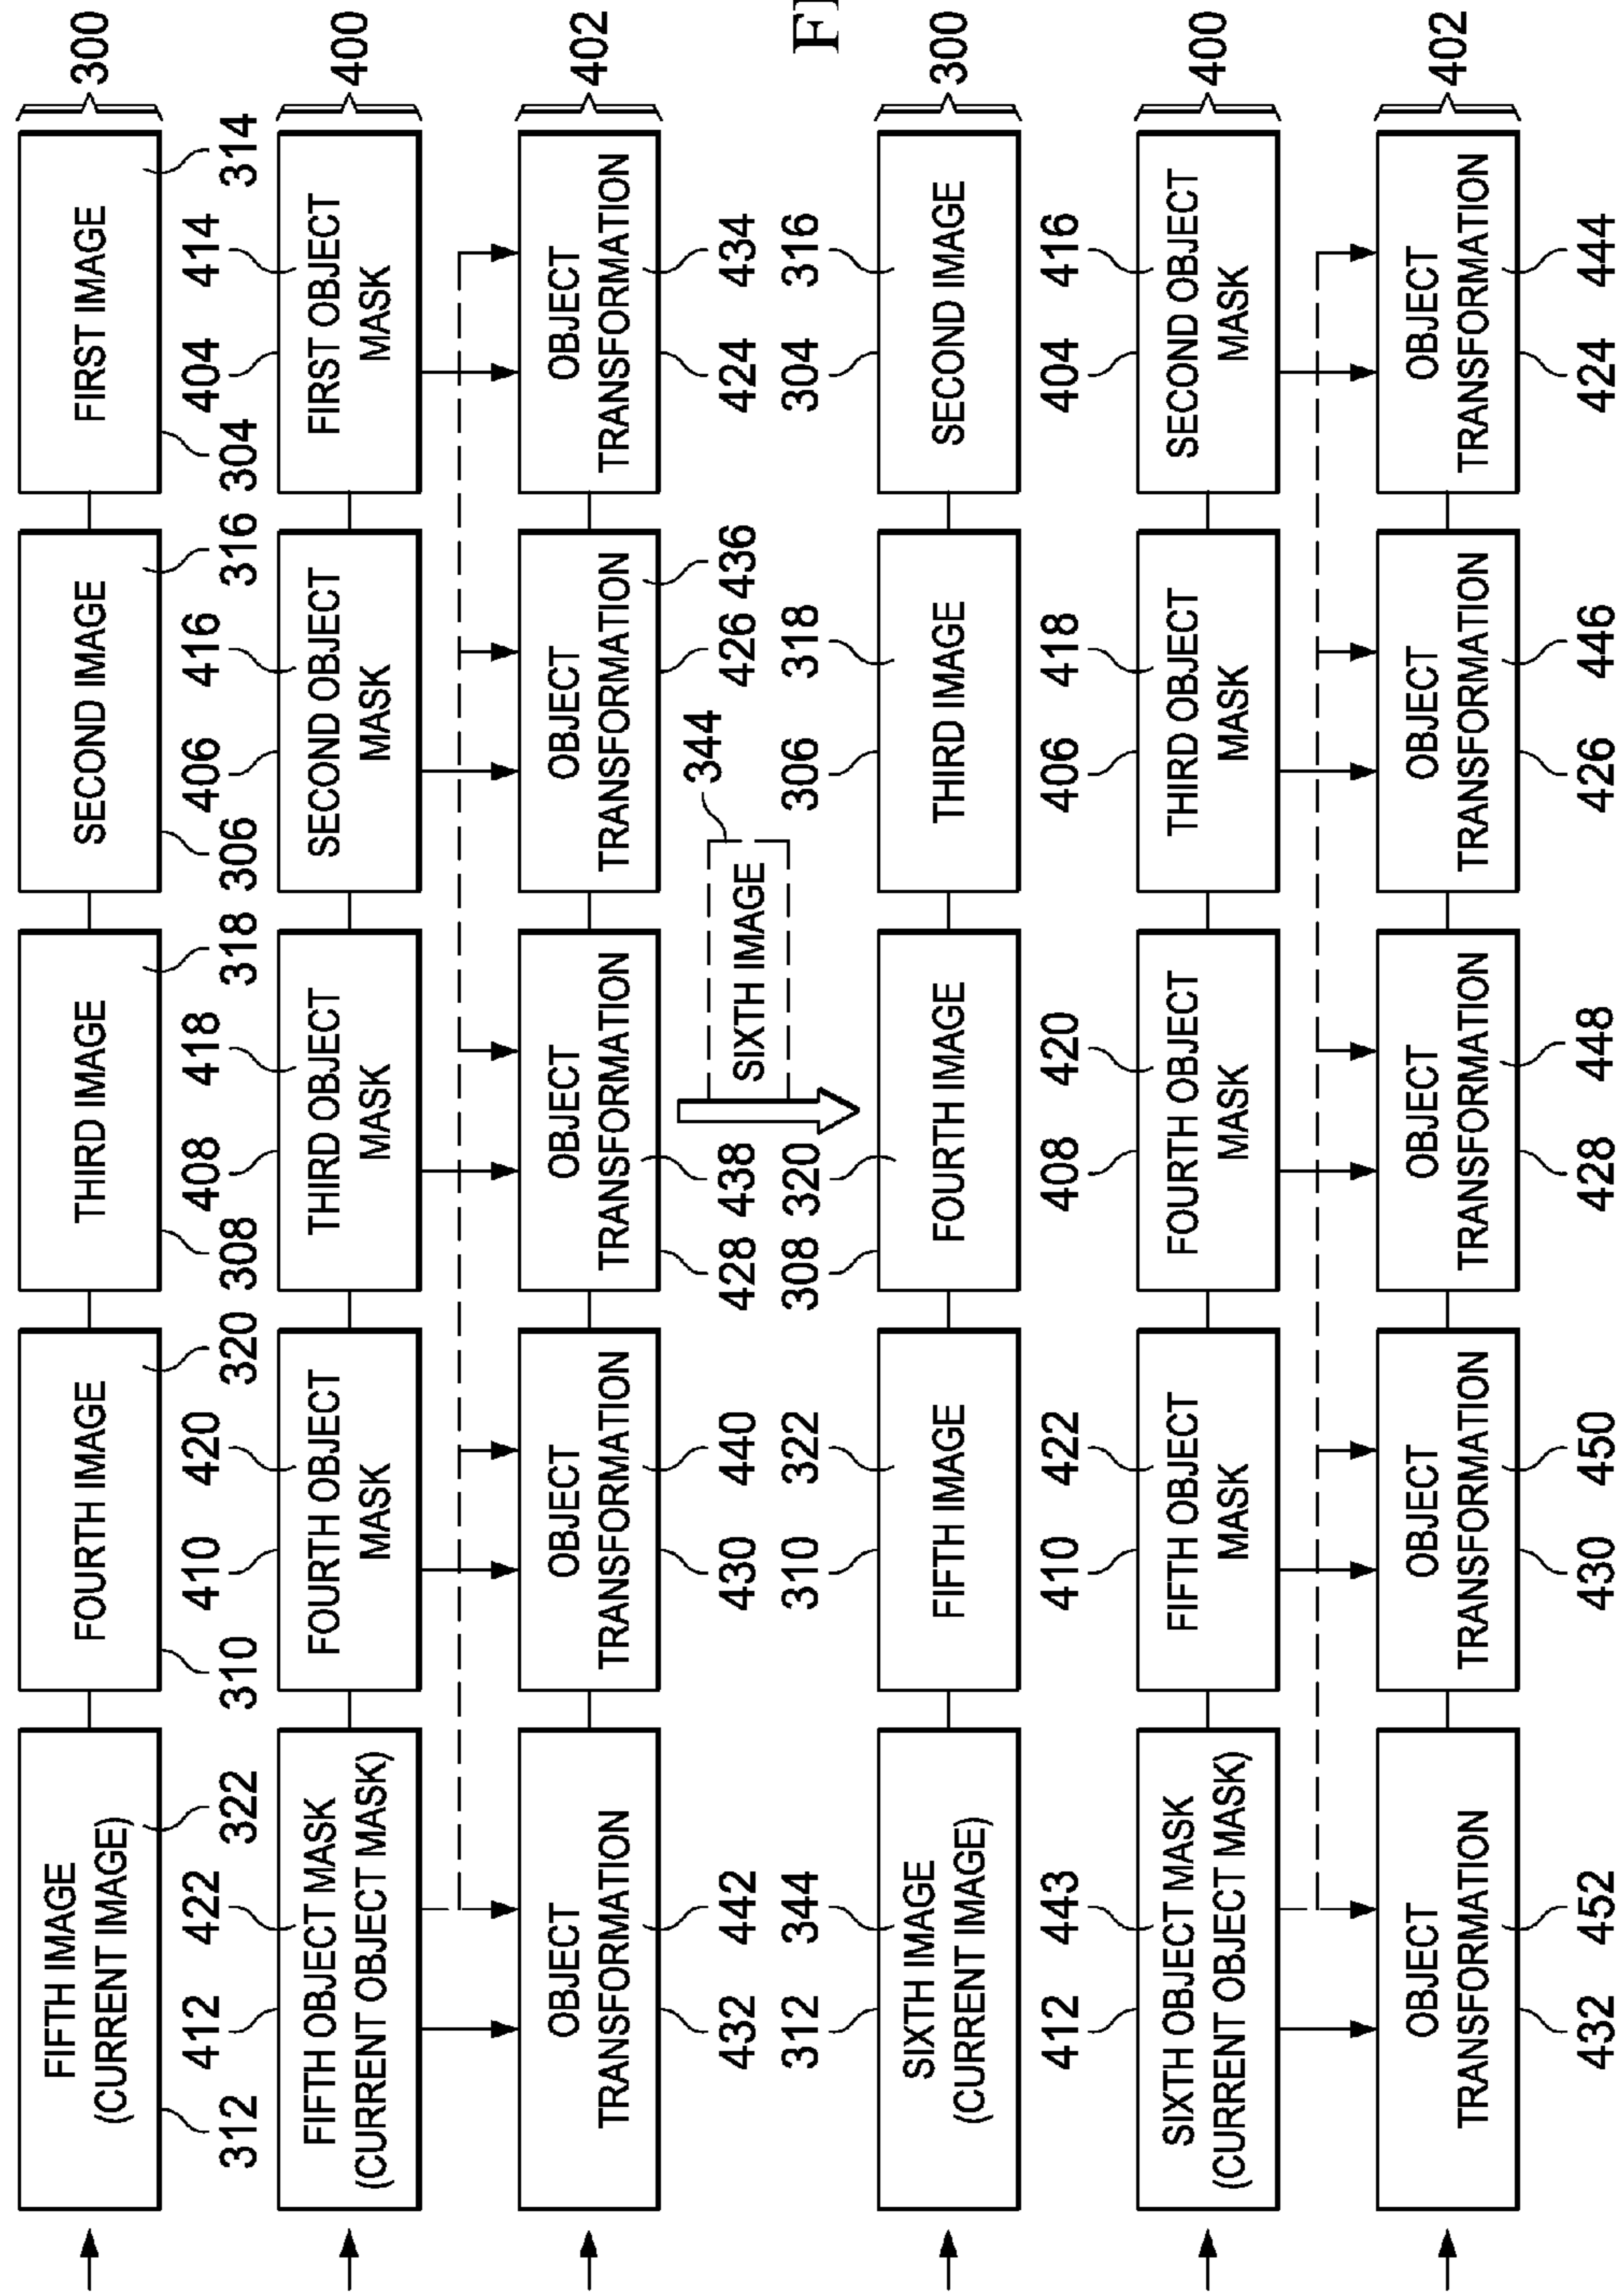 FIFTH IMAGE
(CURRENT IMAGE)
FOURTH IMAGE
THIRD IMAGE
SECOND IMAGE
FIRST IMAGE
300
312 322 310 320 308 318 306 316 304 314
412 422 410 420 408 418 406 416 404 414
FIFTH OBJECT MASK
(CURRENT OBJECT MASK)
FOURTH OBJECT
MASK
THIRD OBJECT
MASK
SECOND OBJECT
MASK
FIRST OBJECT
MASK
400
OBJECT
TRANSFORMATION
OBJECT
TRANSFORMATION
OBJECT
TRANSFORMATION
OBJECT
TRANSFORMATION
OBJECT
TRANSFORMATION
402
432 442 430 440 428 438 426 436 424 434
SIXTH IMAGE
344
312 344 310 322 308 320 306 318 304 316
SIXTH IMAGE
(CURRENT IMAGE)
FIFTH IMAGE
FOURTH IMAGE
THIRD IMAGE
SECOND IMAGE
300
412 443 410 422 408 420 406 418 404 416
SIXTH OBJECT MASK
(CURRENT OBJECT MASK)
FIFTH OBJECT
MASK
FOURTH OBJECT
MASK
THIRD OBJECT
MASK
SECOND OBJECT
MASK
400
OBJECT
TRANSFORMATION
OBJECT
TRANSFORMATION
OBJECT
TRANSFORMATION
OBJECT
TRANSFORMATION
OBJECT
TRANSFORMATION
402
432 452 430 450 428 448 426 446 424 444